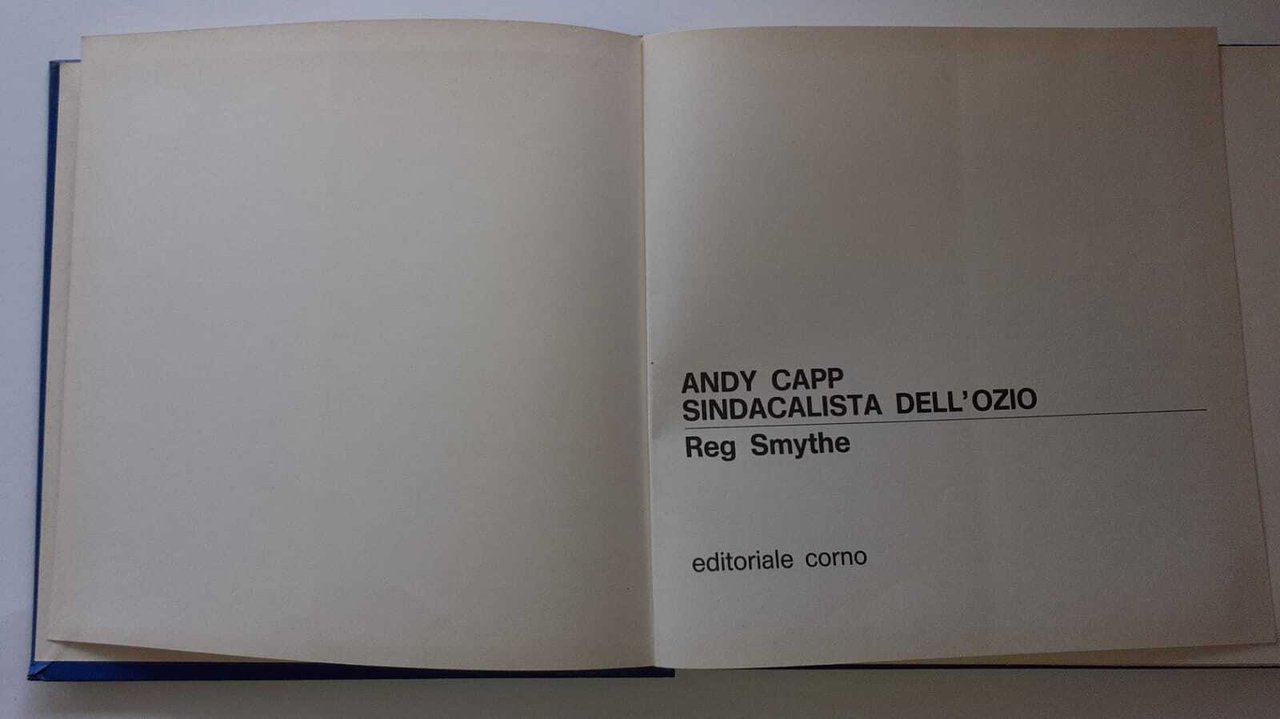 ANDY CAPP
SINDACALISTA DELL'OZIO
Reg Smythe
editoriale corno